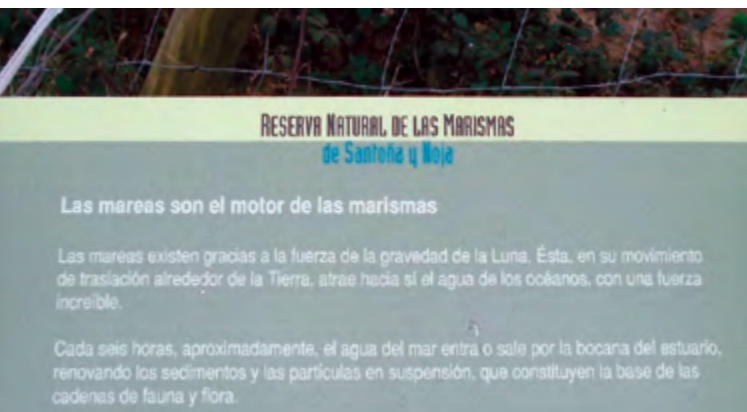 RESERVA NATURAL DE LAS MARISMAS
de Santoña y Noja
Las mareas son el motor de las marismas
Las mareas existen gracias a la fuerza de la gravedad de la Luna. Ésta, en su movimiento
de traslación alrededor de la Tierra, atrae hacia sí el agua de los océanos, con una fuerza
increíble.
Cada seis horas, aproximadamente, el agua del mar entra o sale por la bocana del estuario,
renovando los sedimentos y las partículas en suspensión, que constituyen la base de las
cadenas de fauna y flora.